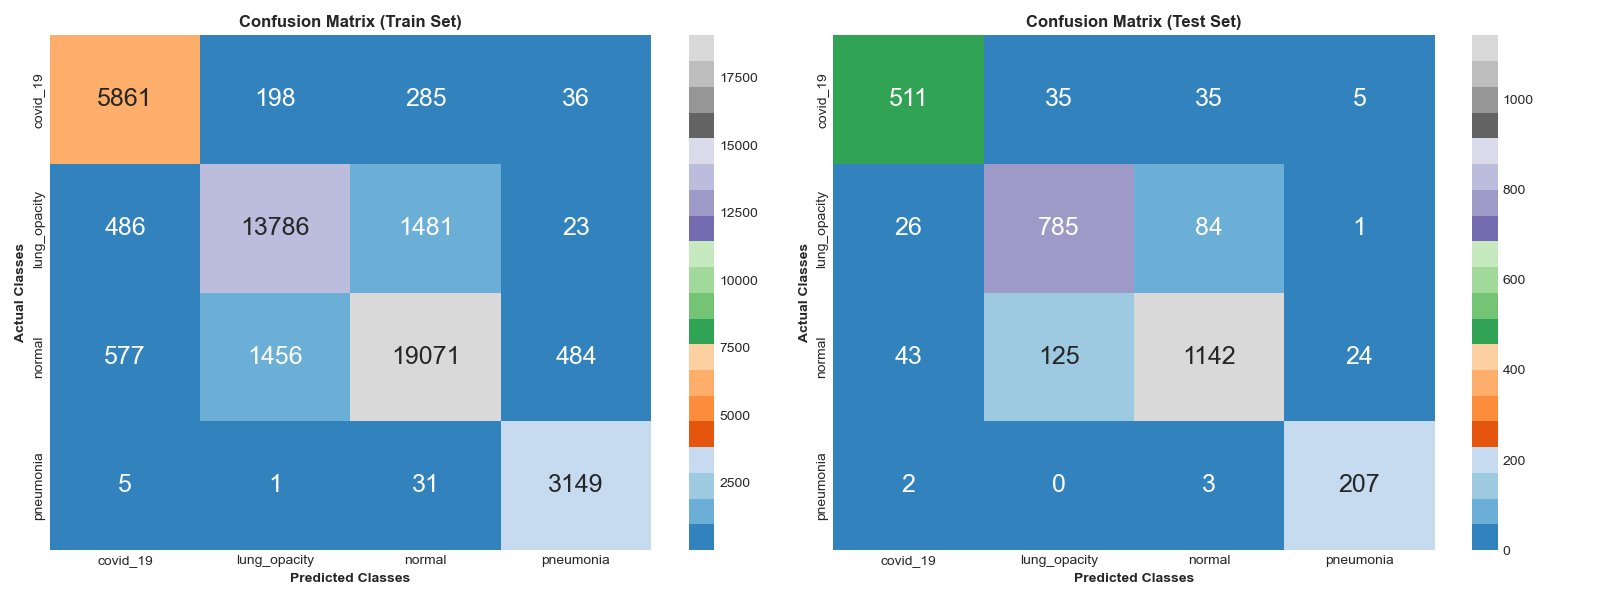 Confusion Matrix (Train Set)
Actual Classes
covid_19
lung_opacity
normal
pneumonia
5861 198 285 36
486 13786 1481 23
577 1456 19071 484
5 1 31 3149
covid_19 lung_opacity normal pneumonia
Predicted Classes
17500
15000
12500
10000
7500
5000
2500
Confusion Matrix (Test Set)
Actual Classes
covid_19
lung_opacity
normal
pneumonia
511 35 35 5
26 785 84 1
43 125 1142 24
2 0 3 207
covid_19 lung_opacity normal pneumonia
Predicted Classes
1000
800
600
400
200
0